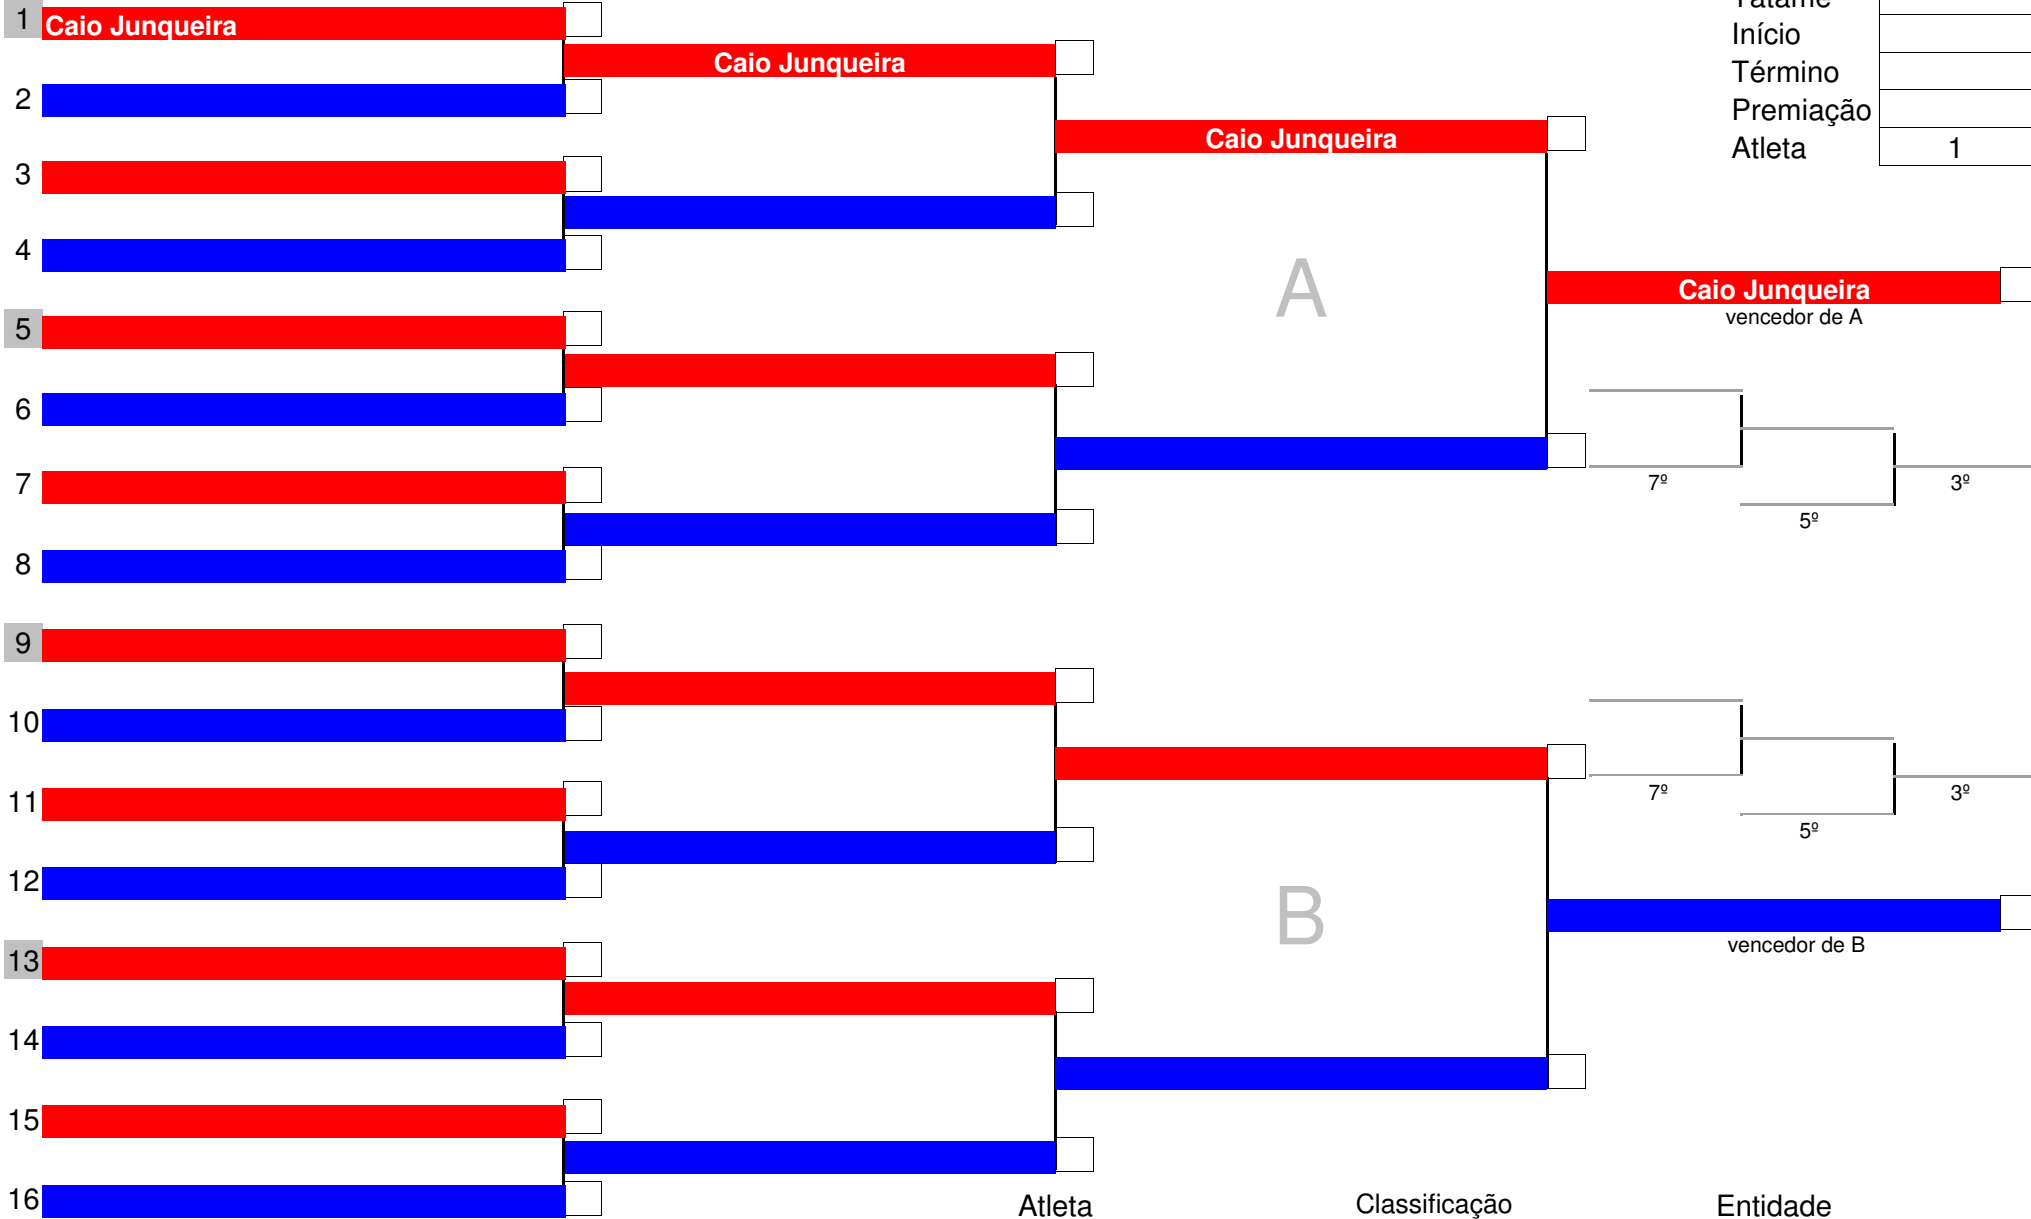 1 Caio Junqueira
Tatame
Caio Junqueira
Início
Término
2
Premiação
Caio Junqueira
Atleta 1
3
4
A
Caio Junqueira
vencedor de A
5
6
7
7º
3º
5º
8
9
10
7º
3º
11
5º
12
B
vencedor de B
13
14
15
16
Atleta Classificação Entidade